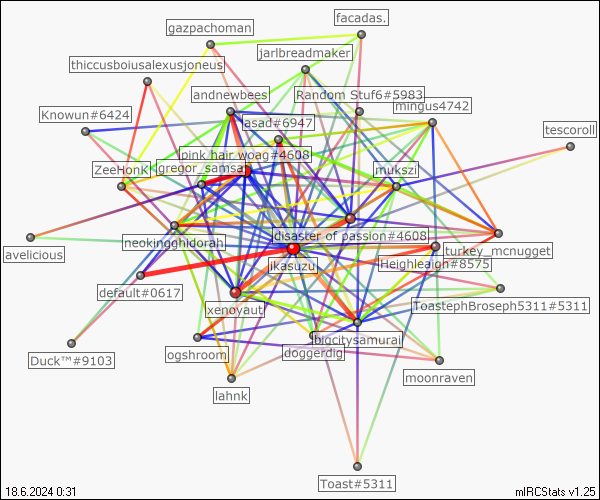 facadas.
gazpachoman
jarlbreadmaker
thiccusboiusalexusjoneus
andnewbees
Random Stuf6#5983
mingus4742
Knowun#6424
asad#6947
tescoroll
pink hair woag#4608
ZeeHonk
gregor_samsa
mukszi
disaster of passion#4608
neokingghidorah
turkey_mcnugget
avelicious
ikasuzu
Heighleaigh#8575
default#0617
xenoyaut
ToastephBroseph5311#5311
biocitysamurai
ogshroom
doggerdig
Duck™#9103
moonraven
lahnk
Toast#5311
18.6.2024 0:31
mIRCStats v1.25